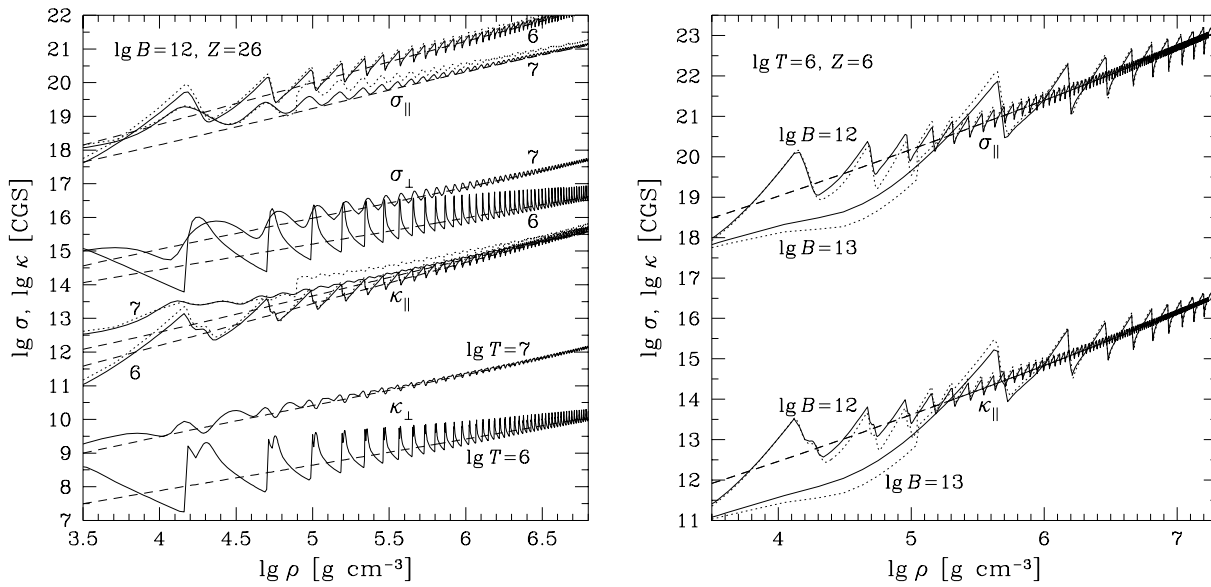 lg B=12, Z=26
22
21
20
19
18
17
16
15
14
13
12
11
10
9
8
7
6
7
σ∥
7
σ⊥
6
7
κ∥
6
lg T=7
κ⊥
lg T=6
3.5 4 4.5 5 5.5 6 6.5
lg ρ [g cm⁻³]
lg σ, lg κ [CGS]
lg T=6, Z=6
23
22
21
20
19
18
17
16
15
14
13
12
11
lg B=12
σ∥
lg B=13
lg B=12
κ∥
lg B=13
4 5 6 7
lg ρ [g cm⁻³]
lg σ, lg κ [CGS]